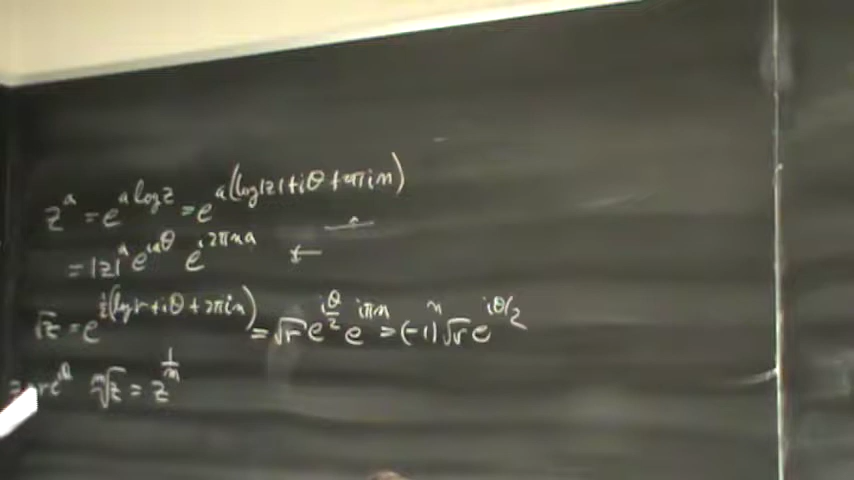 z^a = e^{a log z} = e^{a(log|z|+iθ+2πin)}
= |z|^a e^{iaθ} e^{i2πna} ←
√z = e^{½(log r+iθ+2πin)} = √r e^{iθ/2} e^{iπn} = (-1)^n √r e^{iθ/2}
re^{iθ} ᵐ√z = z^{1/m}